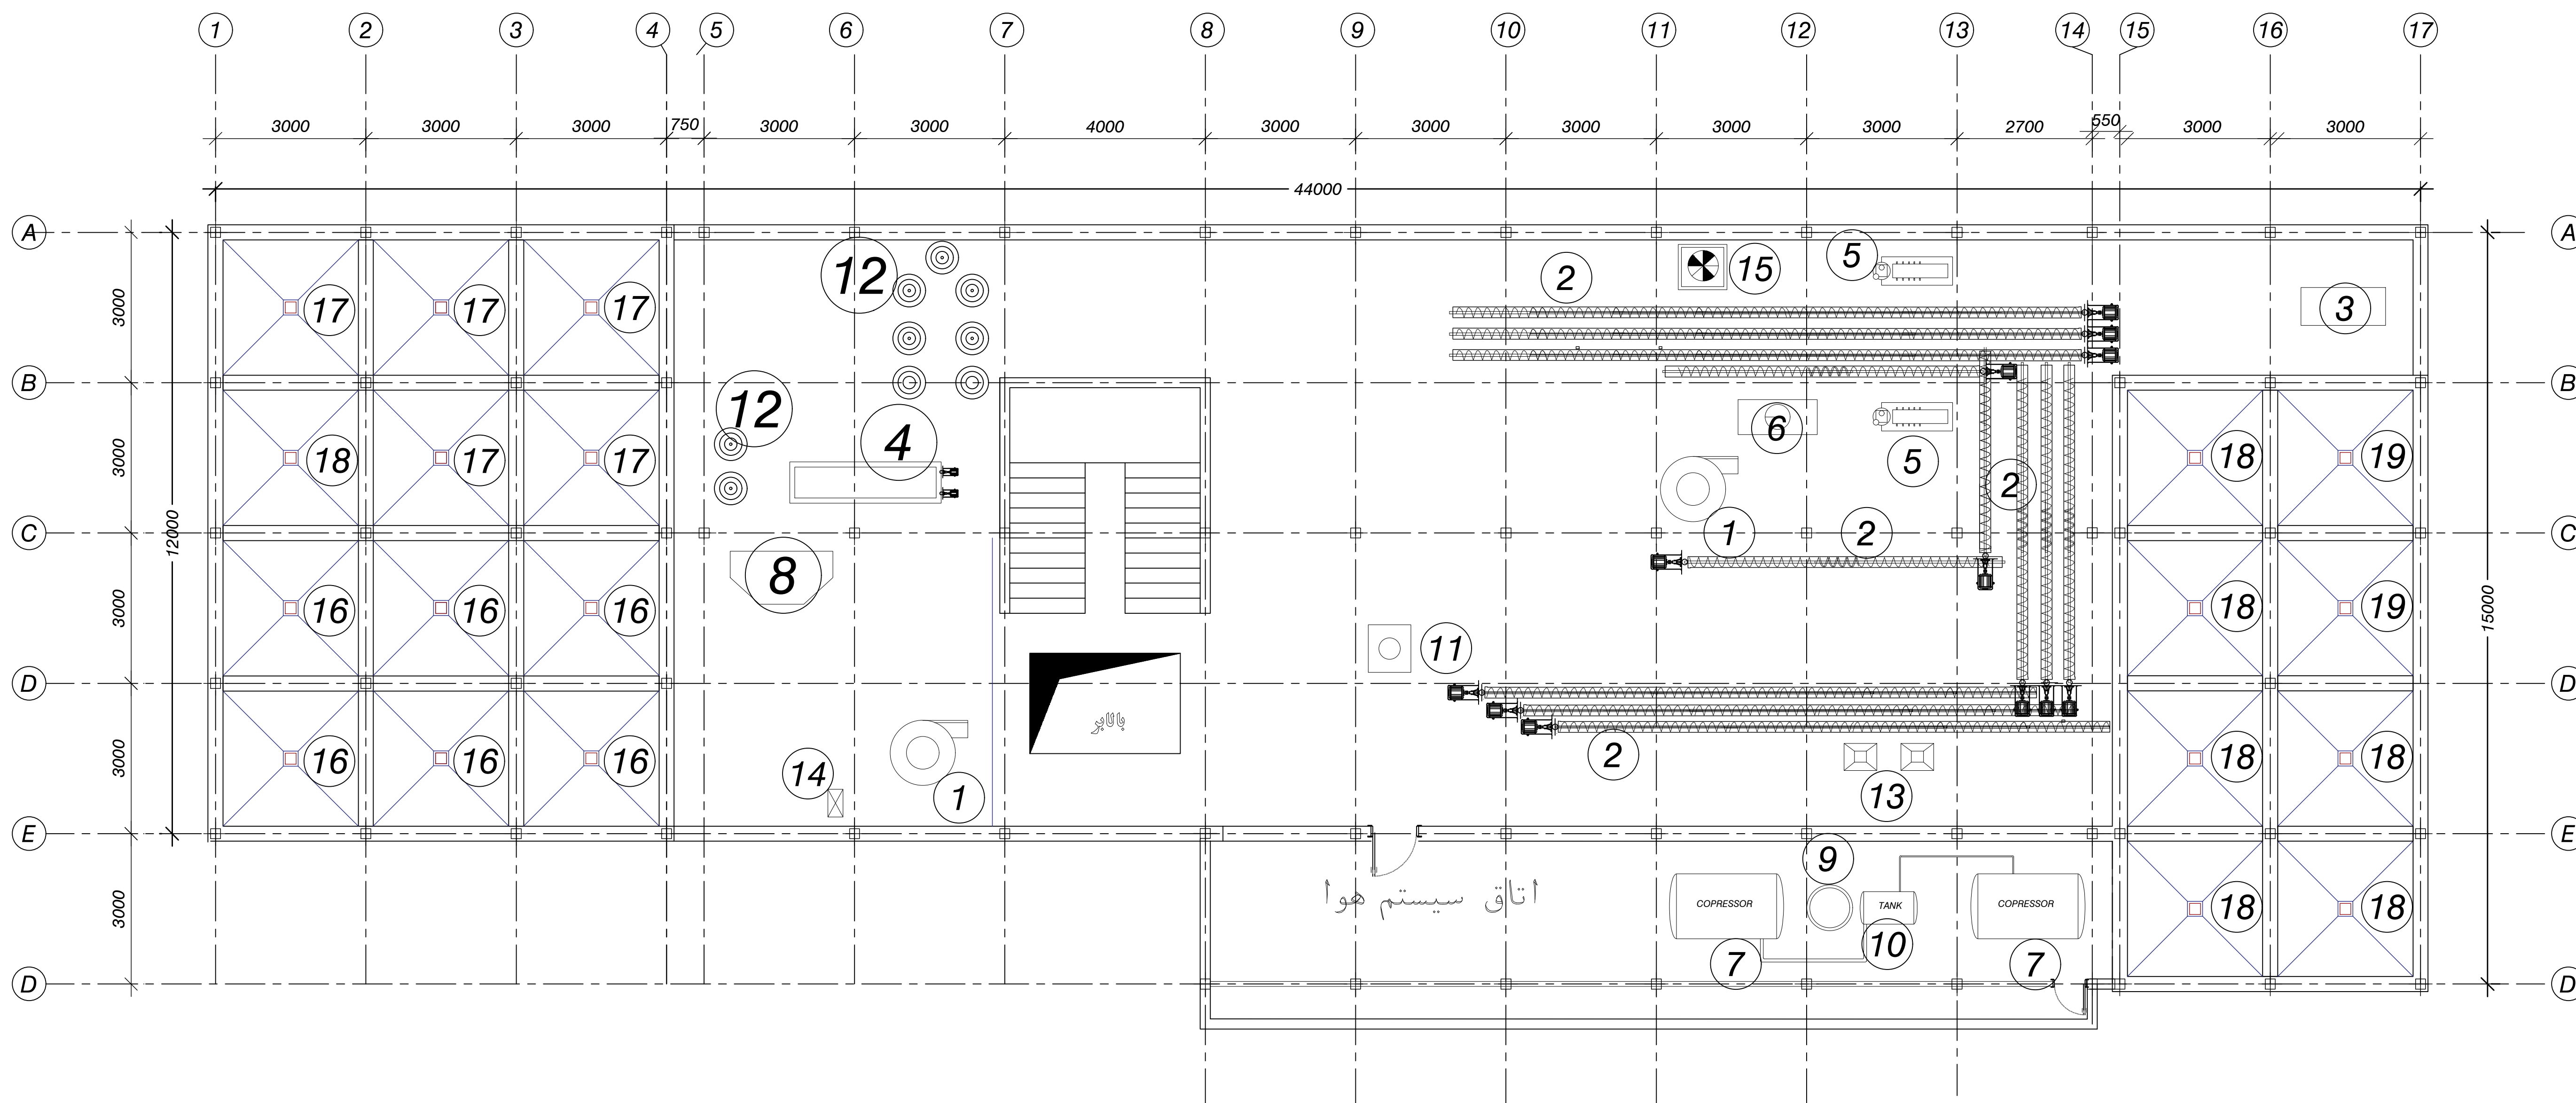 1 2 3 4 5 6 7 8 9 10 11 12 13 14 15 16 17
3000 3000 3000 750 3000 3000 4000 3000 3000 3000 3000 3000 2700 550 3000 3000
44000
A A
12 15 5 2
3000 17 17 17 3
B B
12 4 6
3000 18 17 17 5 2 18 19
C 1 2 C
12000
8
3000 16 16 16 11 18 19 15000
D D
بالابر
3000 16 16 16 14 1 2 13 18 18
E E
9
اتاق سیستم هوا
3000 COPRESSOR TANK COPRESSOR 18 18
10
7 7
D D